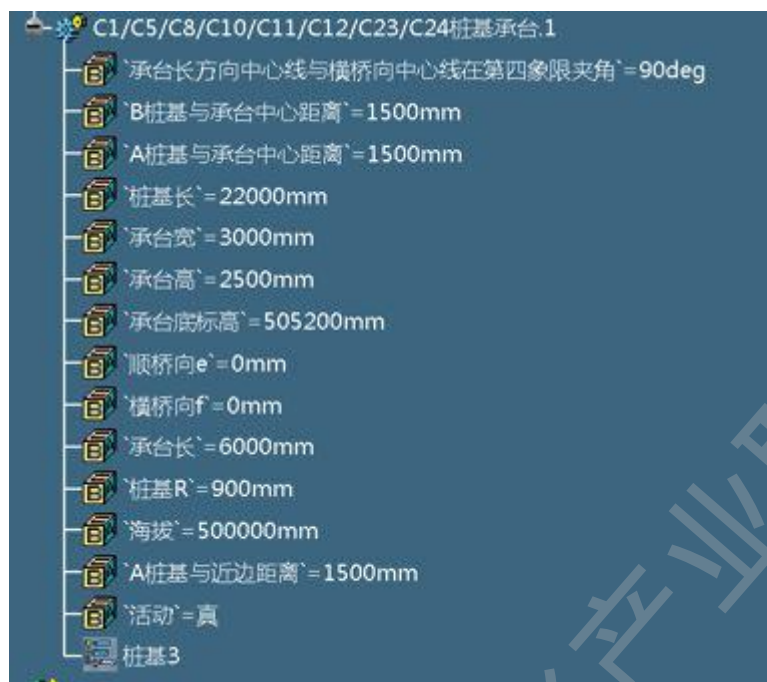 C1/C5/C8/C10/C11/C12/C23/C24桩基承台.1
`承台长方向中心线与横桥向中心线在第四象限夹角`=90deg
`B桩基与承台中心距离`=1500mm
`A桩基与承台中心距离`=1500mm
`桩基长`=22000mm
`承台宽`=3000mm
`承台高`=2500mm
`承台底标高`=505200mm
`顺桥向e`=0mm
`横桥向f`=0mm
`承台长`=6000mm
`桩基R`=900mm
`海拔`=500000mm
`A桩基与近边距离`=1500mm
`活动`=真
桩基3
产业